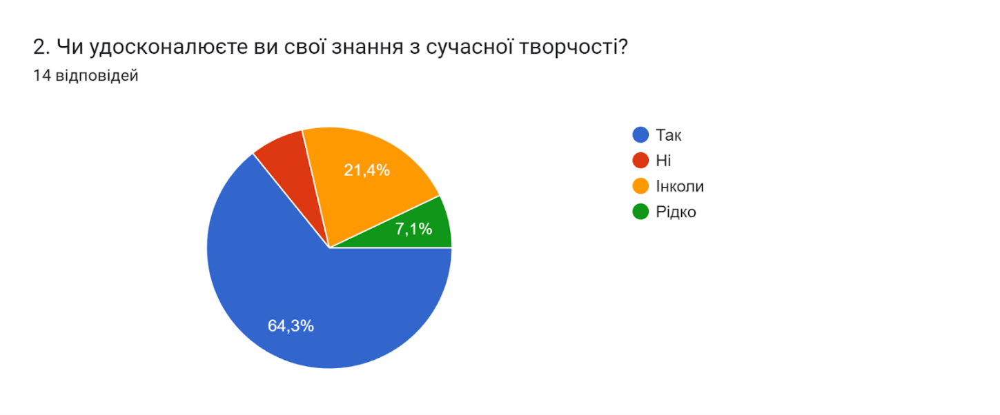 2. Чи удосконалюєте ви свої знання з сучасної творчості?
14 відповідей
Так
Ні
Інколи
Рідко
21,4%
7,1%
64,3%